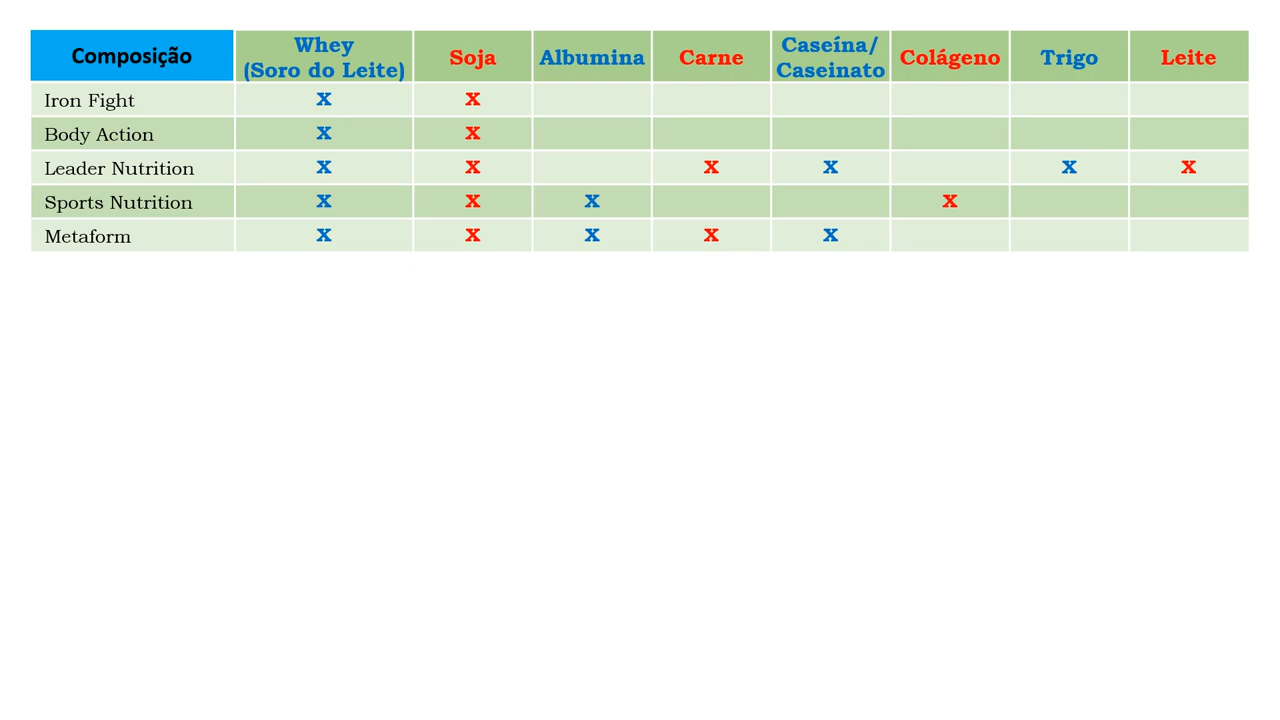 Composição Whey (Soro do Leite) Soja Albumina Carne Caseína/ Caseinato Colágeno Trigo Leite
Iron Fight X X
Body Action X X
Leader Nutrition X X X X X X
Sports Nutrition X X X X
Metaform X X X X X